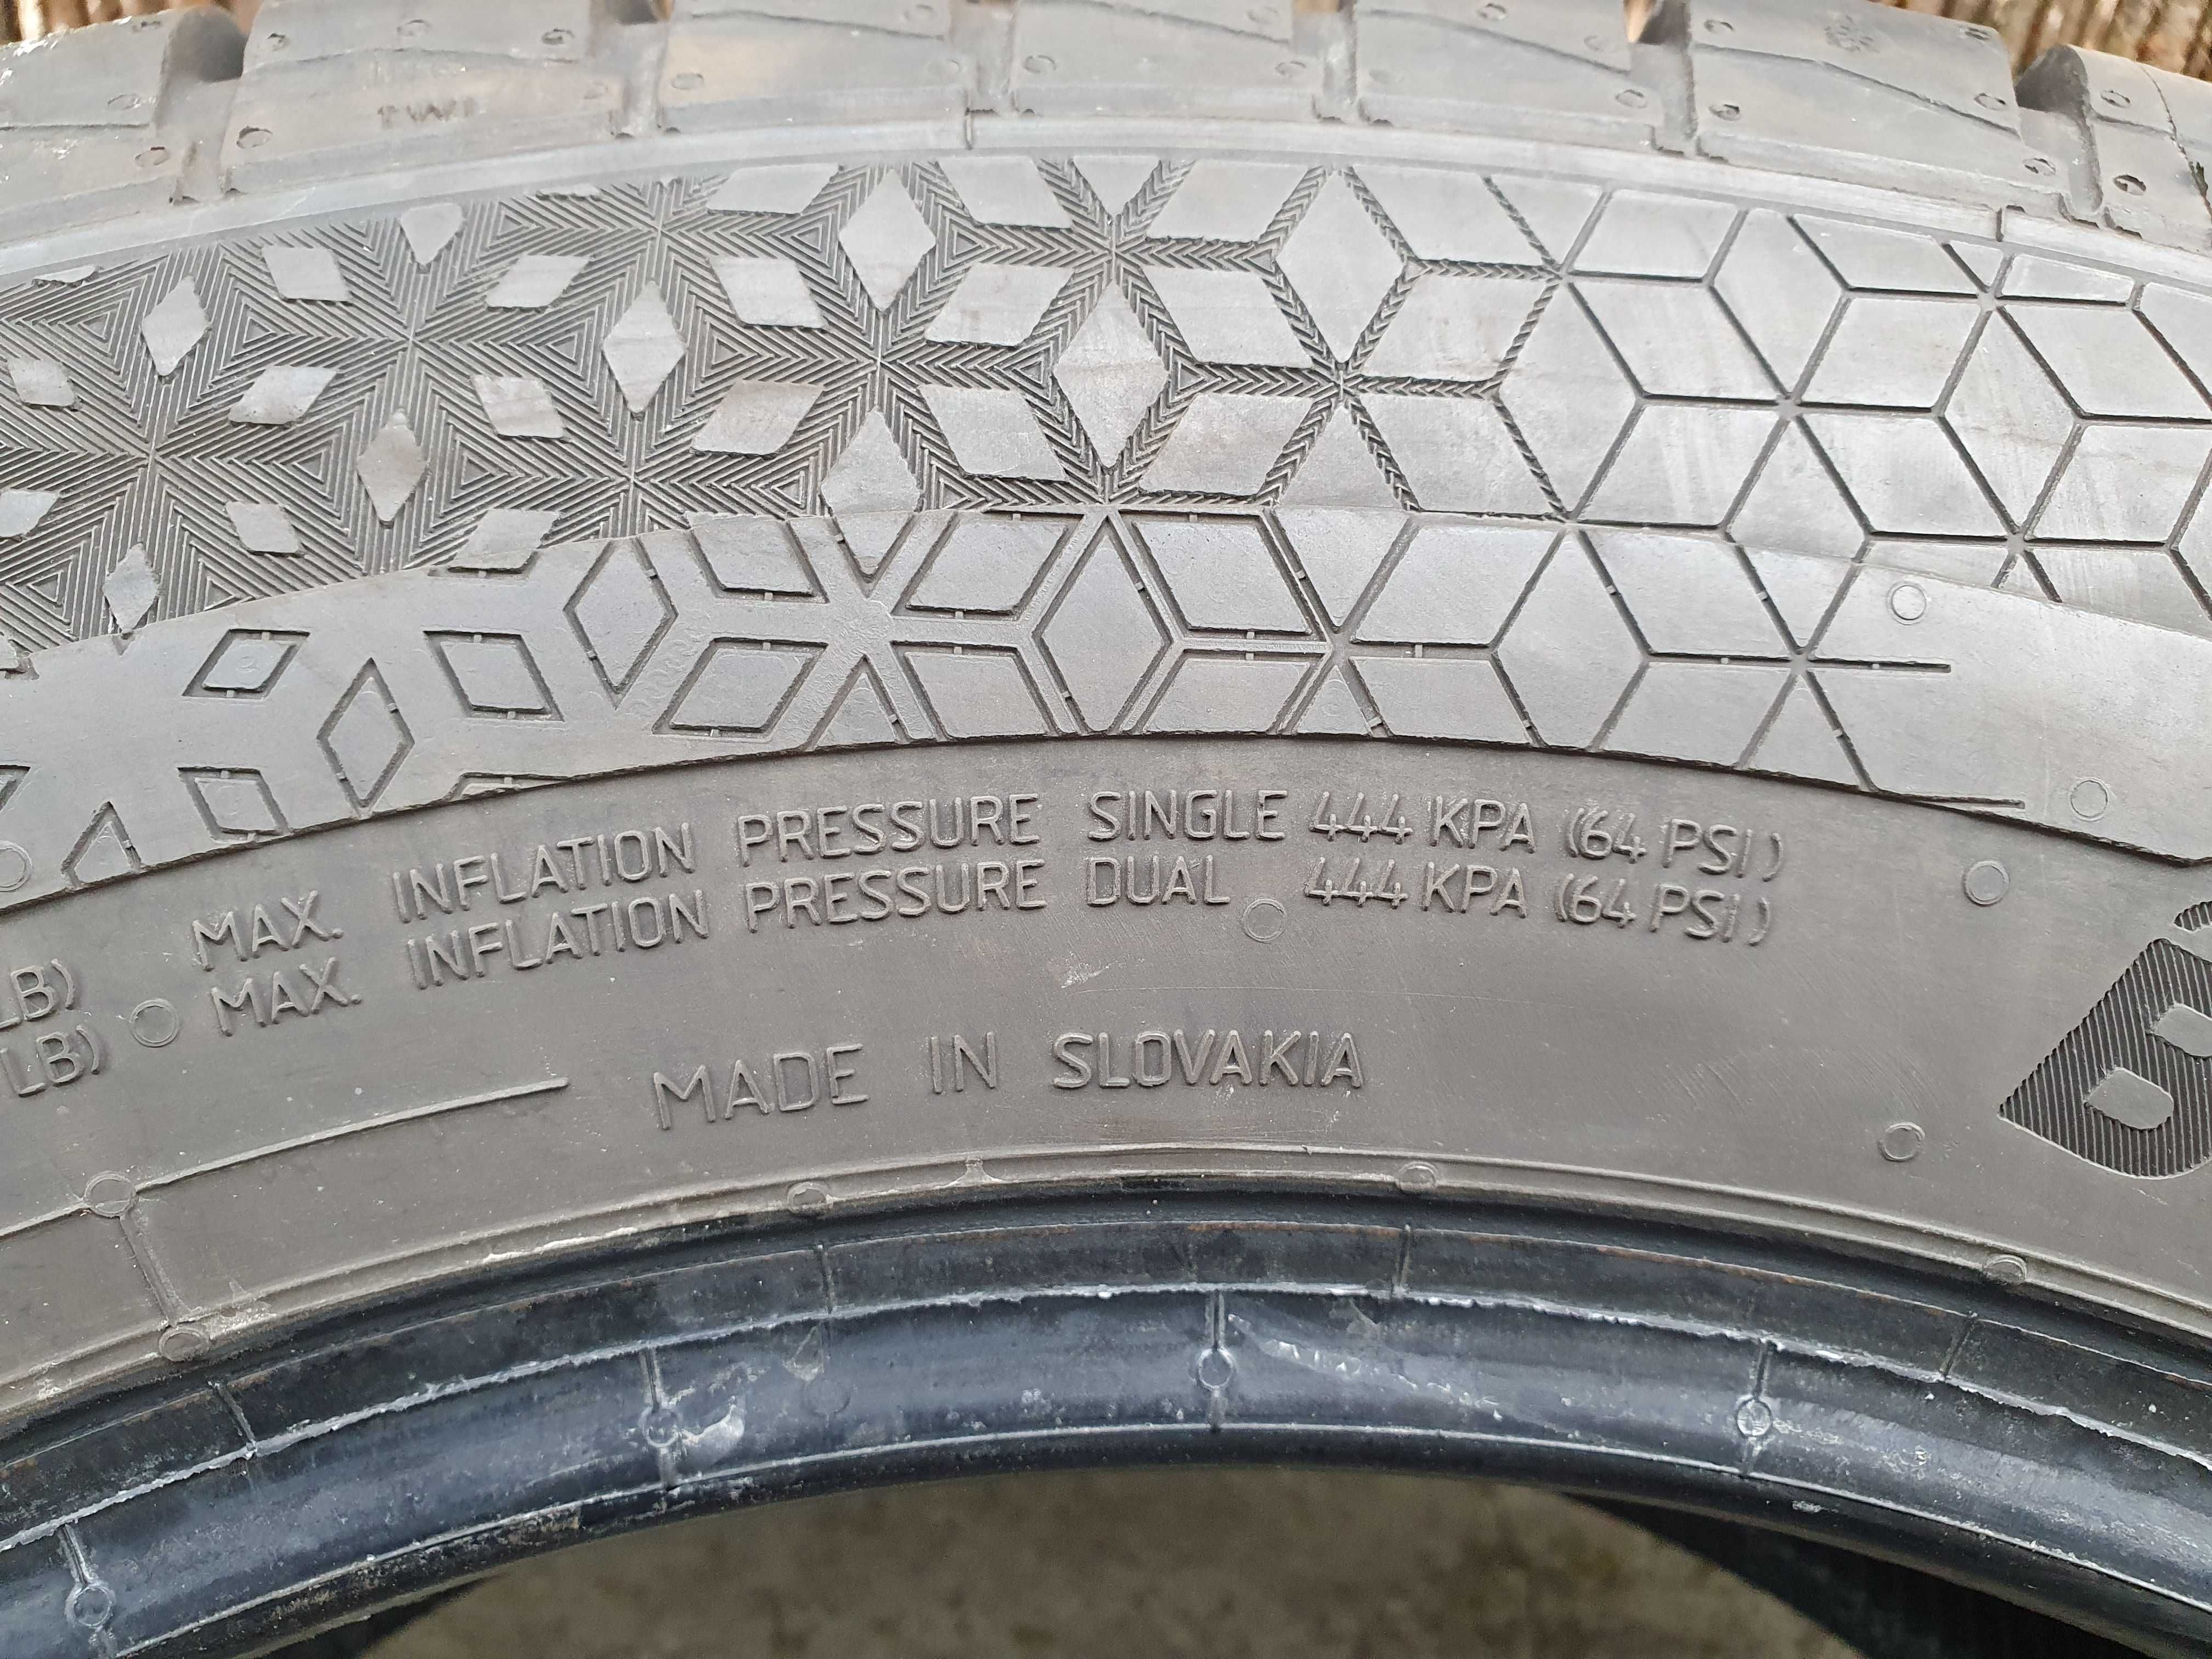 TWI
MAX. INFLATION PRESSURE SINGLE 444 KPA (64 PSI)
LB) MAX. INFLATION PRESSURE DUAL 444 KPA (64 PSI)
LB)
MADE IN SLOVAKIA
B